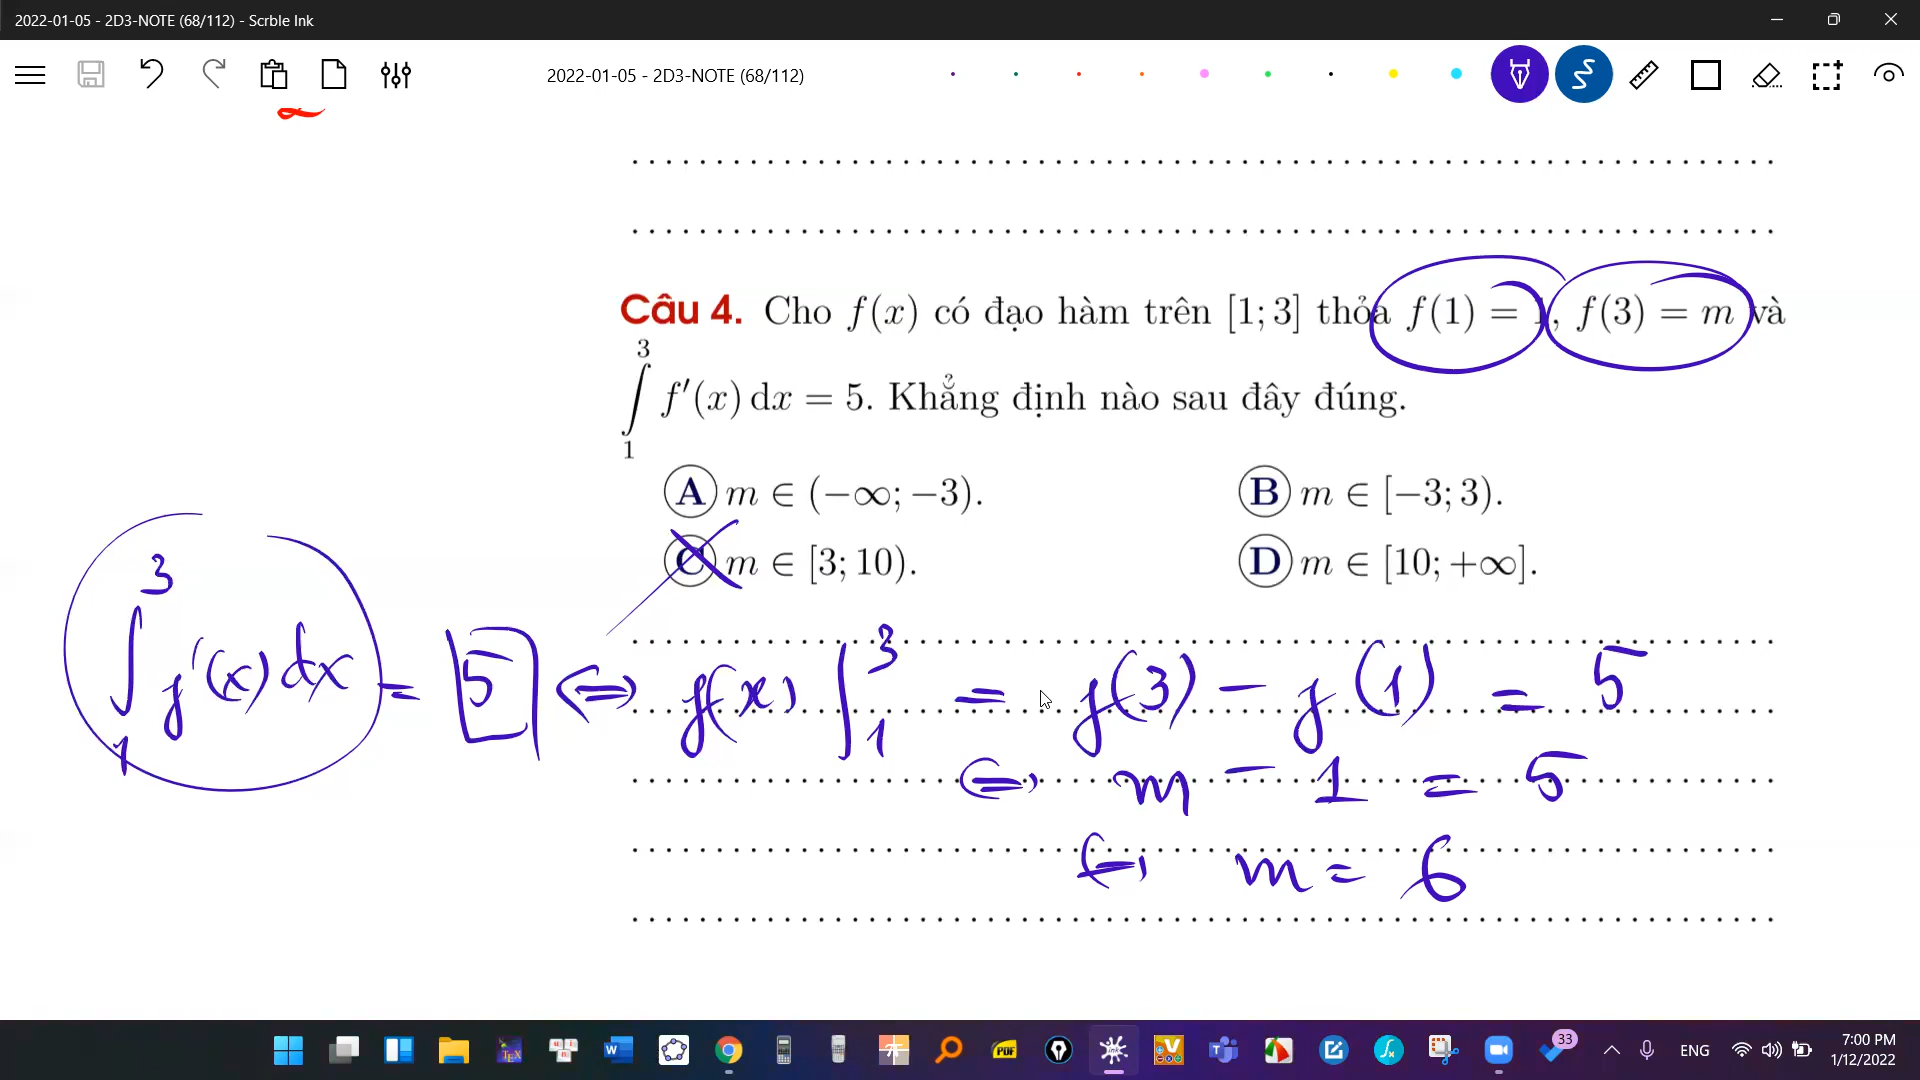 2022-01-05 - 2D3-NOTE (68/112) - Scrble Ink
2022-01-05 - 2D3-NOTE (68/112)
Câu 4. Cho f(x) có đạo hàm trên [1; 3] thỏa f(1) = 1, f(3) = m và
∫₁³ f′(x) dx = 5. Khẳng định nào sau đây đúng.
A m ∈ (−∞; −3). B m ∈ [−3; 3).
C m ∈ [3; 10). D m ∈ [10; +∞].
∫₁³ f'(x) dx = 5 ⇔ f(x) |₁³ = f(3) − f(1) = 5
⇔ m − 1 = 5
⇔ m = 6
33
ENG
7:00 PM
1/12/2022